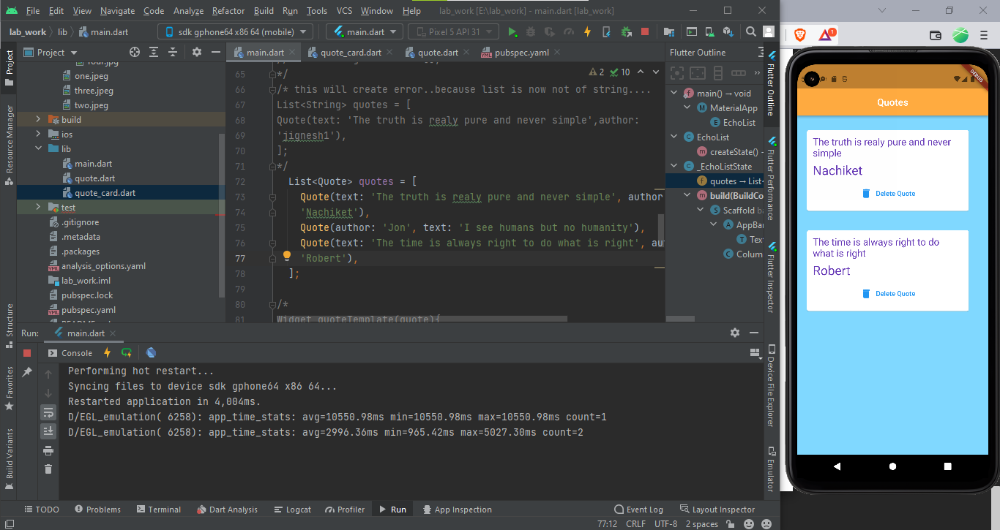 File Edit View Navigate Code Analyze Refactor Build Run Tools VCS Window Help lab_work [E:\lab_work] - main.dart [lab_work]
lab_work lib main.dart sdk gphone64 x86 64 (mobile) main.dart Pixel 5 API 31
Project main.dart quote_card.dart quote.dart pubspec.yaml Flutter Outline
Project
Resource Manager
Structure
Favorites
Build Variants
four.jpg
one.jpeg
three.jpeg
two.jpeg
build
ios
lib
main.dart
quote.dart
quote_card.dart
test
.gitignore
.metadata
.packages
analysis_options.yaml
lab_work.iml
pubspec.lock
pubspec.yaml
2 10
65 */
66 /* this will create error..because list is now not of string....
67 List<String> quotes = [
68 Quote(text: 'The truth is realy pure and never simple',author:
69 'jignesh1'),
70 ];
71 */
72 List<Quote> quotes = [
73 Quote(text: 'The truth is realy pure and never simple', author
74 'Nachiket'),
75 Quote(author: 'Jon', text: 'I see humans but no humanity'),
76 Quote(text: 'The time is always right to do what is right', au
77 'Robert'),
78 ];
79
80 /*
81 Widget quoteTemplate(quote){
main() → void
MaterialApp
EchoList
EchoList
createState()
_EchoListState
quotes → List<
build(BuildCo
Scaffold ba
AppBar
Text
Colum
Flutter Outline
Flutter Performance
Flutter Inspector
Device File Explorer
Emulator
Run: main.dart
Console
Performing hot restart...
Syncing files to device sdk gphone64 x86 64...
Restarted application in 4,004ms.
D/EGL_emulation( 6258): app_time_stats: avg=10550.98ms min=10550.98ms max=10550.98ms count=1
D/EGL_emulation( 6258): app_time_stats: avg=2996.36ms min=965.42ms max=5027.30ms count=2
TODO Problems Terminal Dart Analysis Logcat Profiler Run App Inspection Event Log Layout Inspector
77:12 CRLF UTF-8 2 spaces
1
DEBUG
Quotes
The truth is realy pure and never
simple
Nachiket
Delete Quote
The time is always right to do
what is right
Robert
Delete Quote